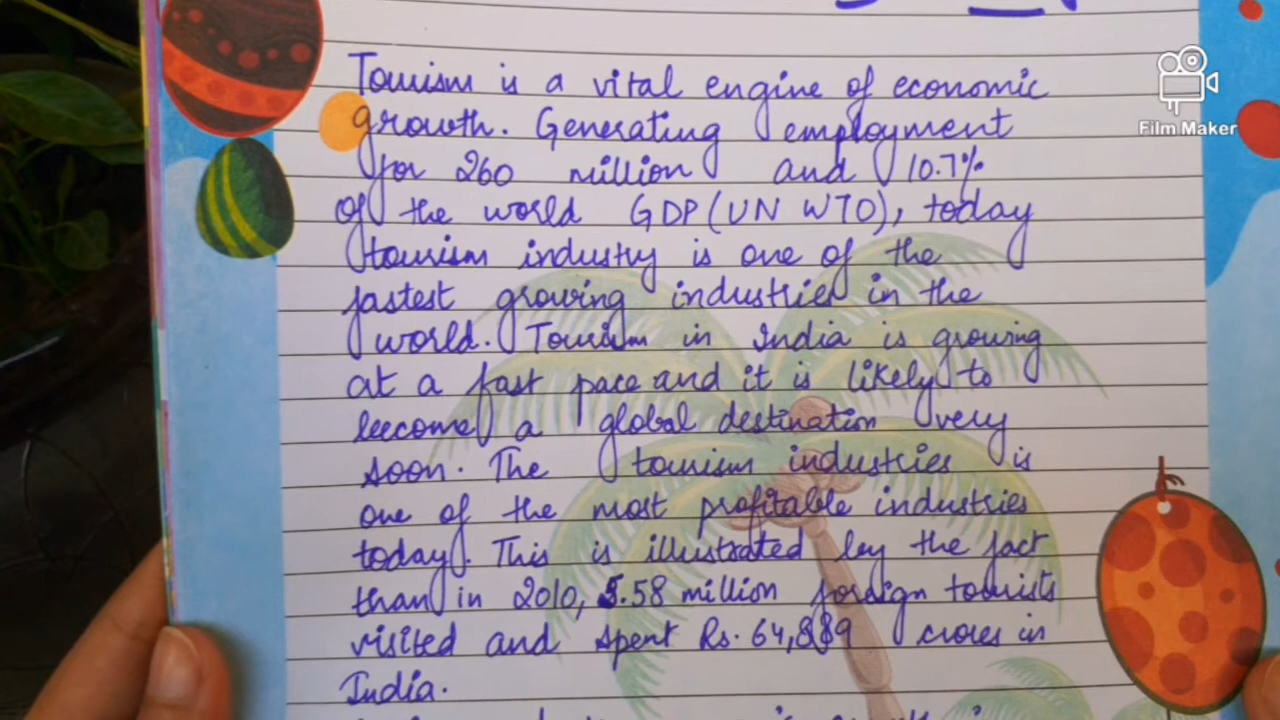 Film Maker
Tourism is a vital engine of economic
growth. Generating employment
for 260 million and 10.7%
of the world GDP (UN WTO), today
tourism industry is one of the
fastest growing industries in the
world. Tourism in India is growing
at a fast pace and it is likely to
become a global destination very
soon. The tourism industries is
one of the most profitable industries
today. This is illustrated by the fact
than in 2010, 5.58 million foreign tourists
visited and spent Rs. 64,889 crores in
India.